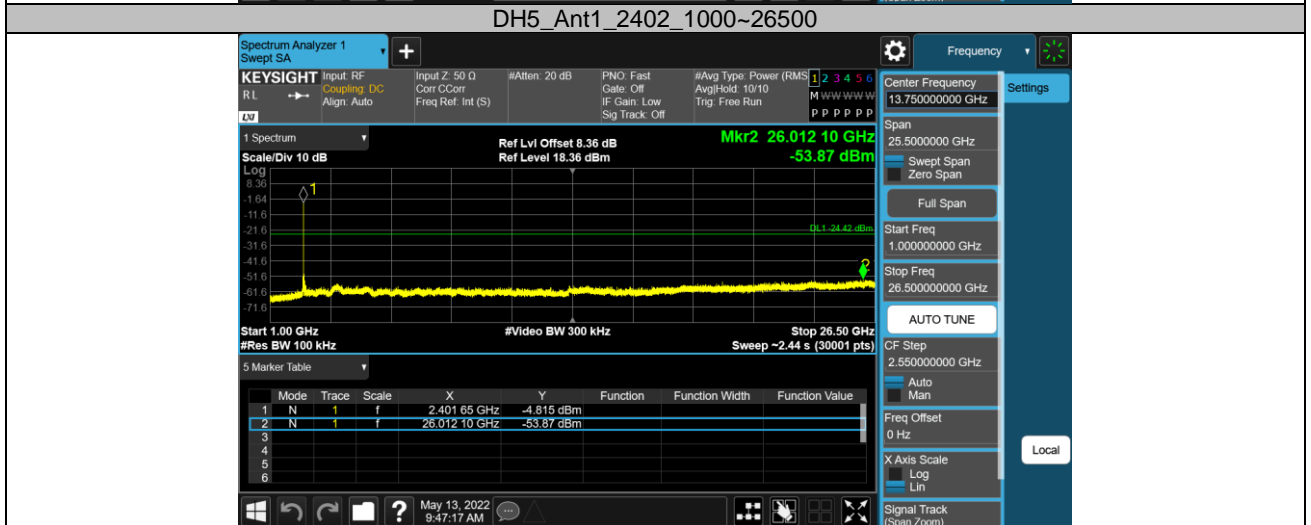 DH5_Ant1_2402_1000~26500
Spectrum Analyzer 1
Swept SA
+
Frequency
KEYSIGHT
Input: RF
Input Z: 50 Ω
#Atten: 20 dB
PNO: Fast
#Avg Type: Power (RMS
1 2 3 4 5 6
RL
Coupling: DC
Corr CCorr
Gate: Off
Avg|Hold: 10/10
M W W W W W
Align: Auto
Freq Ref: Int (S)
IF Gain: Low
Trig: Free Run
P P P P P P
LXI
Sig Track: Off
Center Frequency
13.750000000 GHz
Settings
1 Spectrum
Ref Lvl Offset 8.36 dB
Mkr2 26.012 10 GHz
Scale/Div 10 dB
Ref Level 18.36 dBm
-53.87 dBm
Log
8.36
-1.64
-11.6
-21.6
-31.6
-41.6
-51.6
-61.6
-71.6
1
DL1 -24.42 dBm
2
Start 1.00 GHz
#Video BW 300 kHz
Stop 26.50 GHz
#Res BW 100 kHz
Sweep ~2.44 s (30001 pts)
Span
25.5000000 GHz
Swept Span
Zero Span
Full Span
Start Freq
1.000000000 GHz
Stop Freq
26.500000000 GHz
AUTO TUNE
CF Step
2.550000000 GHz
Auto
Man
Freq Offset
0 Hz
X Axis Scale
Log
Lin
Signal Track
(Span Zoom)
Local
5 Marker Table
Mode Trace Scale X Y Function Function Width Function Value
1 N 1 f 2.401 65 GHz -4.815 dBm
2 N 1 f 26.012 10 GHz -53.87 dBm
3
4
5
6
?
May 13, 2022
9:47:17 AM